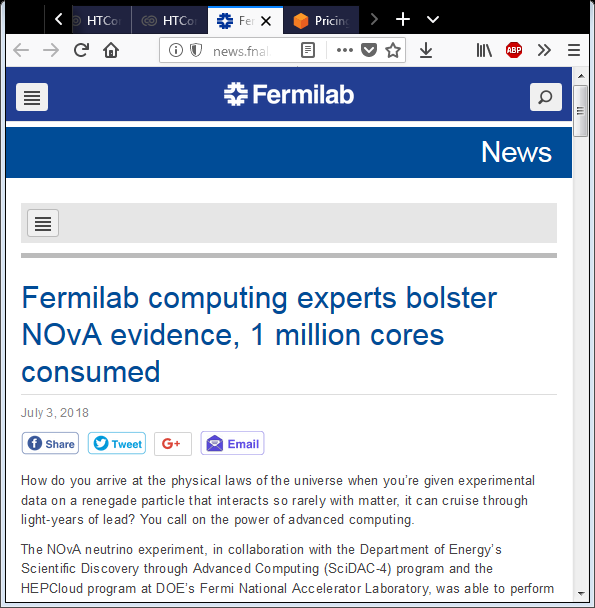 HTCo
HTCo
Fe
Pricin
news.fnal
ABP
Fermilab
News
Fermilab computing experts bolster
NOvA evidence, 1 million cores
consumed
July 3, 2018
f Share
Tweet
G+
Email
How do you arrive at the physical laws of the universe when you're given experimental
data on a renegade particle that interacts so rarely with matter, it can cruise through
light-years of lead? You call on the power of advanced computing.
The NOvA neutrino experiment, in collaboration with the Department of Energy's
Scientific Discovery through Advanced Computing (SciDAC-4) program and the
HEPCloud program at DOE's Fermi National Accelerator Laboratory, was able to perform